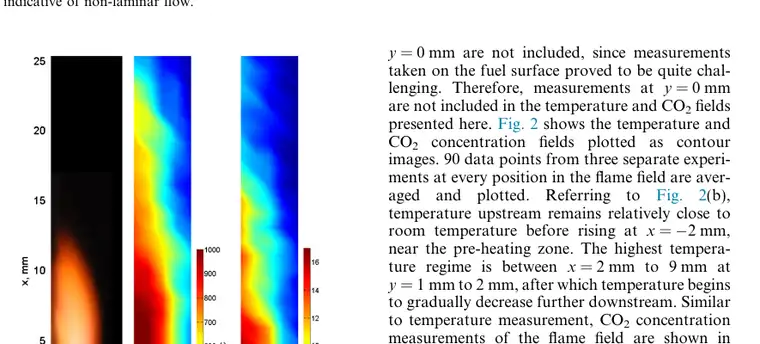 indicative of non-laminar flow.
25
20
15
10
5
x, mm
1000
900
800
700
16
14
12
y = 0 mm are not included, since measurements
taken on the fuel surface proved to be quite chal-
lenging. Therefore, measurements at y = 0 mm
are not included in the temperature and CO₂ fields
presented here. Fig. 2 shows the temperature and
CO₂ concentration fields plotted as contour
images. 90 data points from three separate experi-
ments at every position in the flame field are aver-
aged and plotted. Referring to Fig. 2(b),
temperature upstream remains relatively close to
room temperature before rising at x = −2 mm,
near the pre-heating zone. The highest tempera-
ture regime is between x = 2 mm to 9 mm at
y = 1 mm to 2 mm, after which temperature begins
to gradually decrease further downstream. Similar
to temperature measurement, CO₂ concentration
measurements of the flame field are shown in